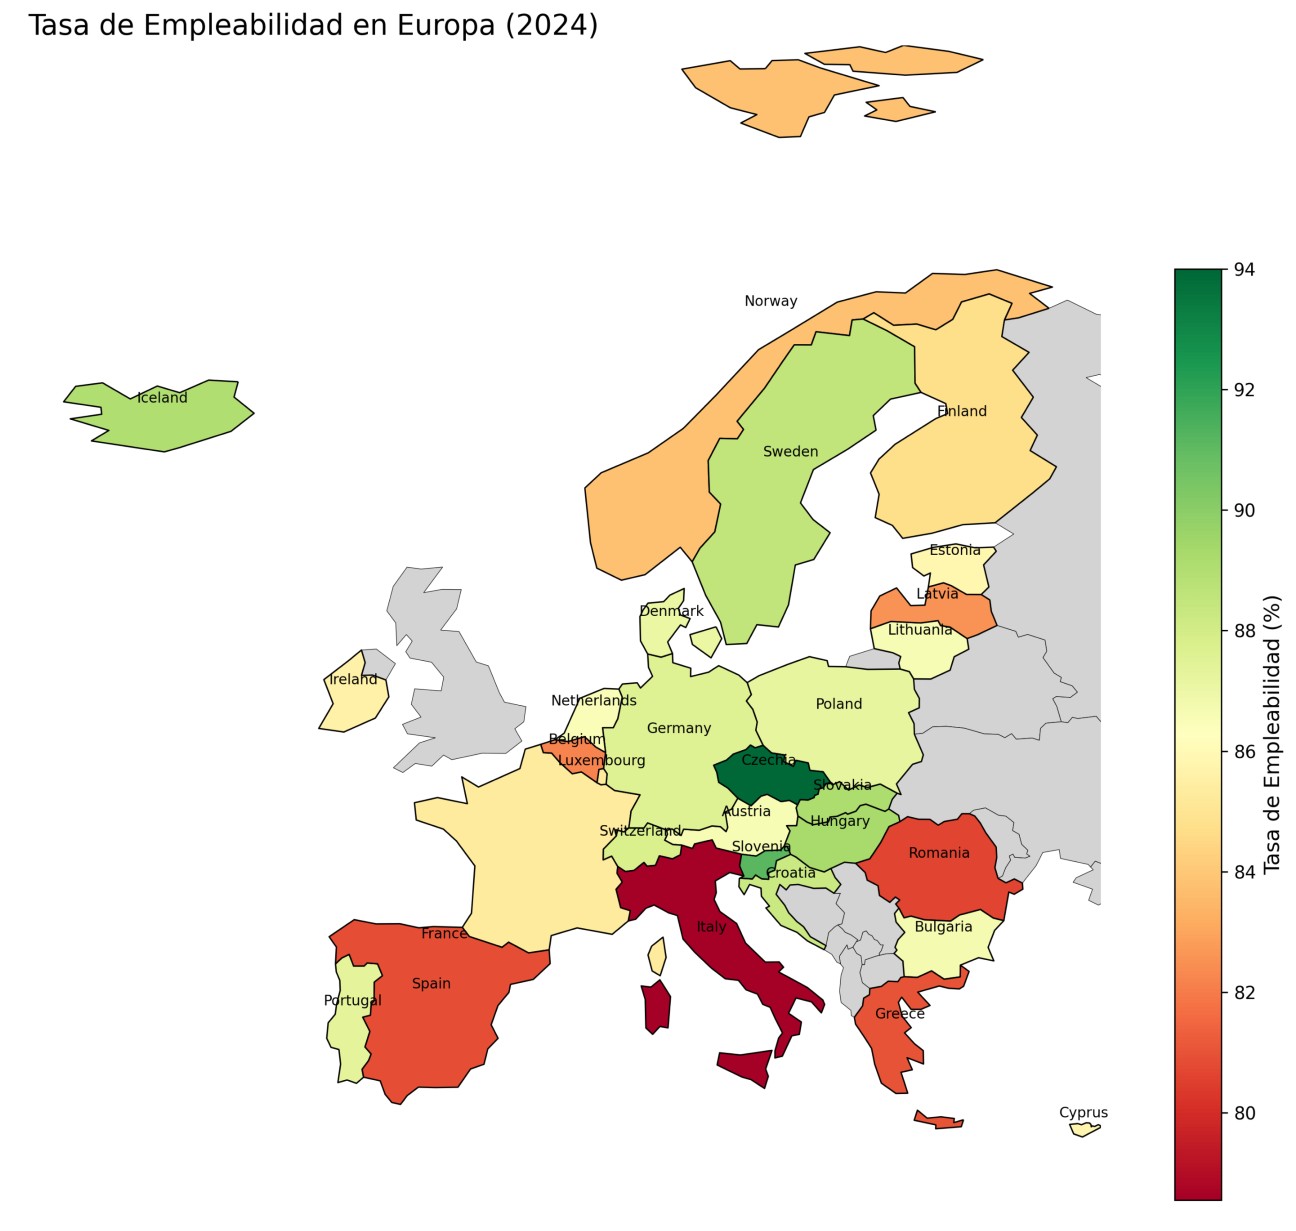 Tasa de Empleabilidad en Europa (2024)
Norway
Iceland
Finland
Sweden
Estonia
Latvia
Denmark
Lithuania
Ireland
Netherlands
Poland
Germany
Belgium
Luxembourg
Czechia
Slovakia
Austria
Hungary
Switzerland
Slovenia
Romania
Croatia
Italy
Bulgaria
France
Spain
Portugal
Greece
Cyprus
94
92
90
88
86
84
82
80
Tasa de Empleabilidad (%)